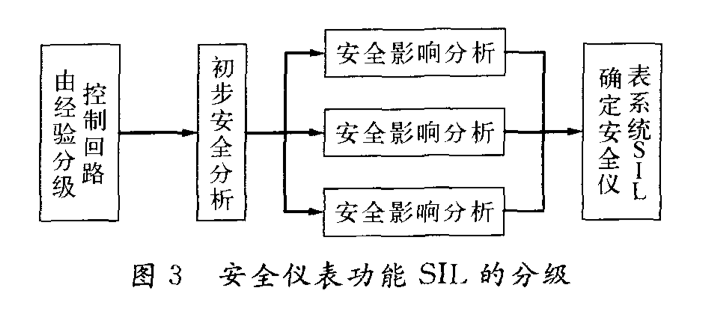 由经验分级
控制回路
初步安全分析
安全影响分析
安全影响分析
安全影响分析
确定安全仪
表系统SIL
图 3 安全仪表功能 SIL 的分级